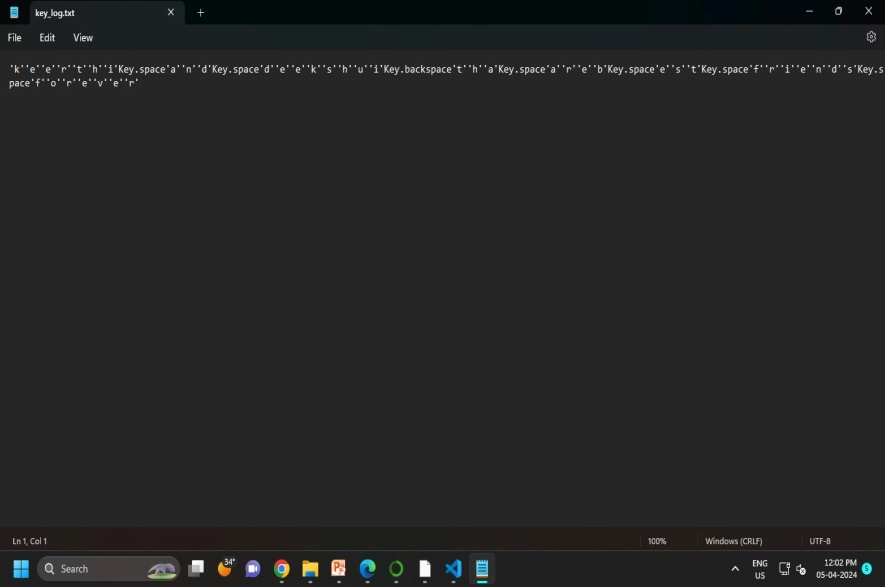 key_log.txt
File Edit View
'k''e''e''r''t''h''i'Key.space'a''n''d'Key.space'd''e''e''k''s''h''u''i'Key.backspace't''h''a'Key.space'a''r''e''b'Key.space'e''s''t'Key.space'f''r''i''e''n''d''s'Key.s
pace'f''o''r''e''v''e''r'
Ln 1, Col 1 100% Windows (CRLF) UTF-8
34°
Search
ENG
US
12:02 PM
05-04-2024
5